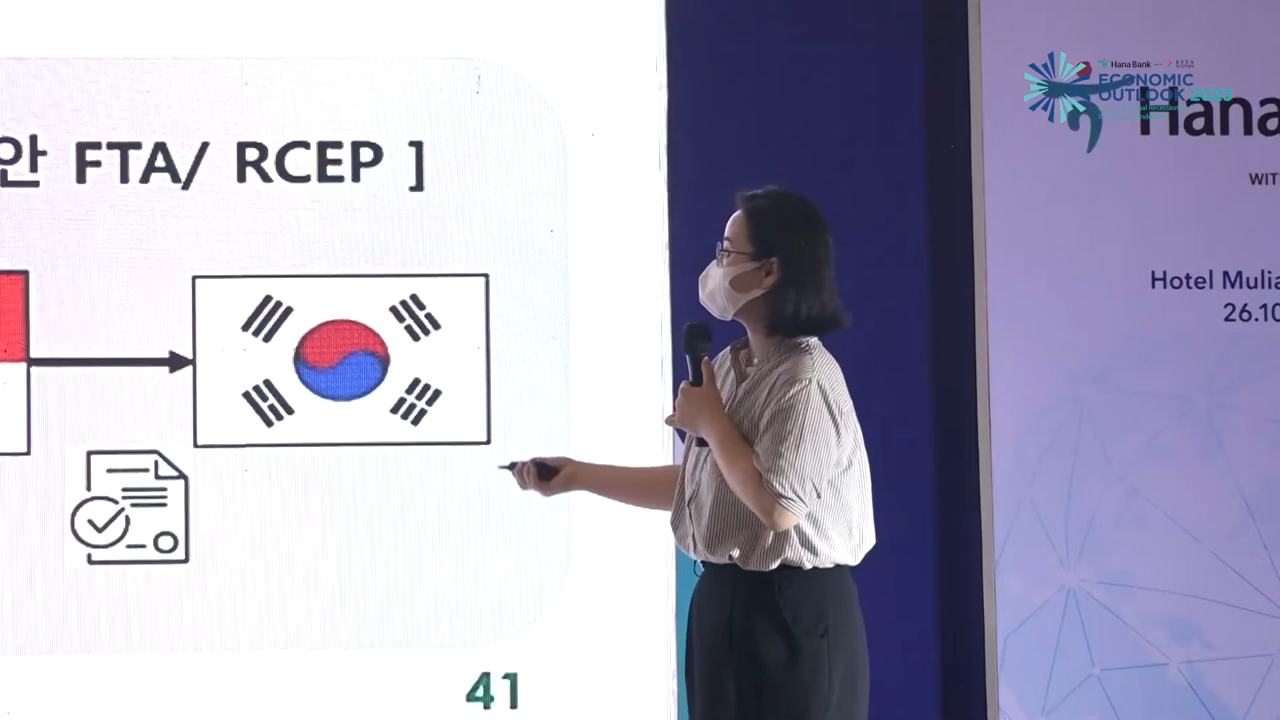 안 FTA/ RCEP ]
41
Hana Bank
ECONOMIC
OUTLOOK 2023
Hana
WIT
Hotel Mulia
26.10